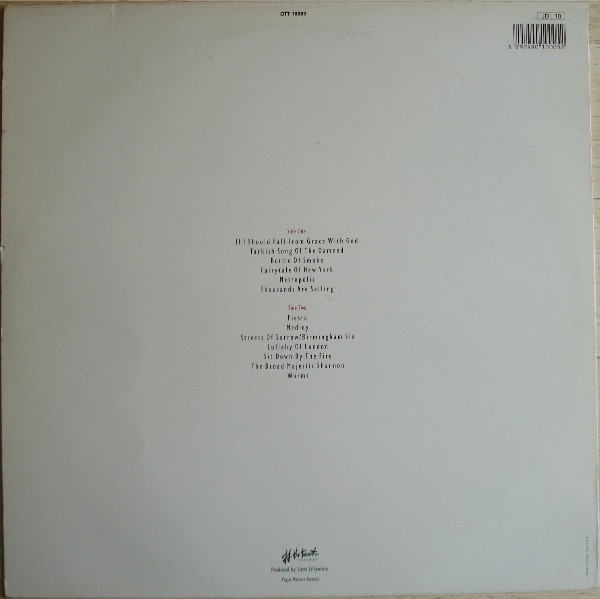 JD 10
Side One
If I Should Fall From Grace With God
Turkish Song Of The Damned
Bottle Of Smoke
Fairytale Of New York
Metropolis
Thousands Are Sailing
Side Two
Fiesta
Medley
Streets Of Sorrow/Birmingham Six
Lullaby Of London
Sit Down By The Fire
The Broad Majestic Shannon
Worms
Produced by Steve Lillywhite